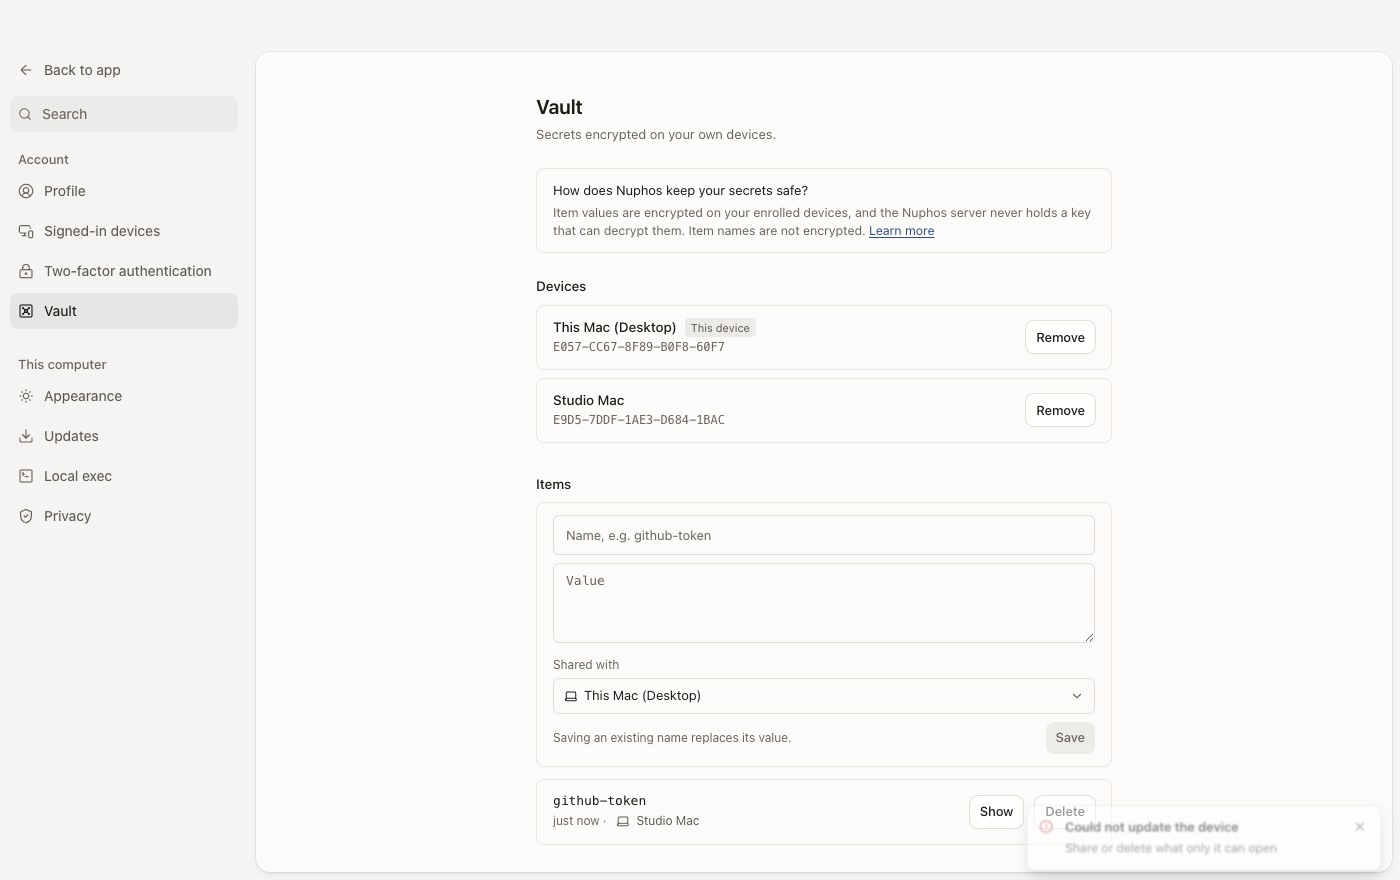 Back to app
Search
Account
Profile
Signed-in devices
Two-factor authentication
Vault
This computer
Appearance
Updates
Local exec
Privacy
Vault
Secrets encrypted on your own devices.
How does Nuphos keep your secrets safe?
Item values are encrypted on your enrolled devices, and the Nuphos server never holds a key
that can decrypt them. Item names are not encrypted. Learn more
Devices
This Mac (Desktop) This device
E057-CC67-8F89-B0F8-60F7
Remove
Studio Mac
E9D5-7DDF-1AE3-D684-1BAC
Remove
Items
Name, e.g. github-token
Value
Shared with
This Mac (Desktop)
Saving an existing name replaces its value.
Save
github-token
just now · Studio Mac
Show
Delete
Could not update the device
Share or delete what only it can open